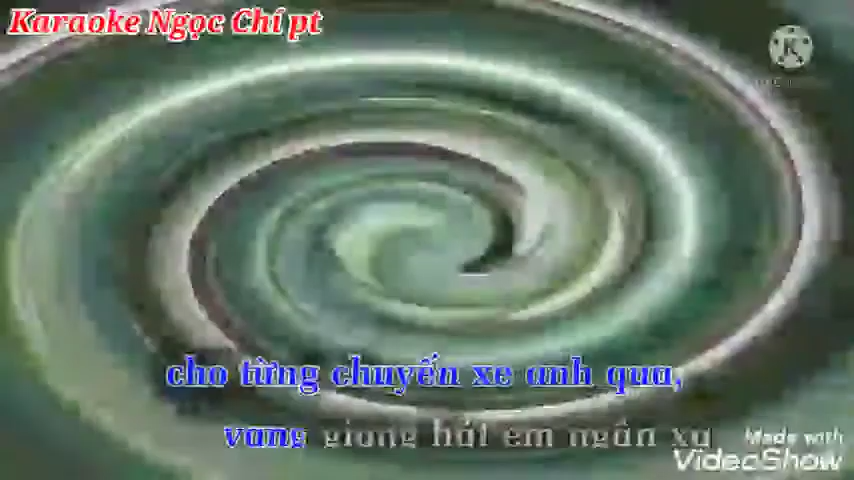 Karaoke Ngọc Chí pt
cho từng chuyến xe anh qua,
vang giọng hát em ngân xa
Made with
VideoShow